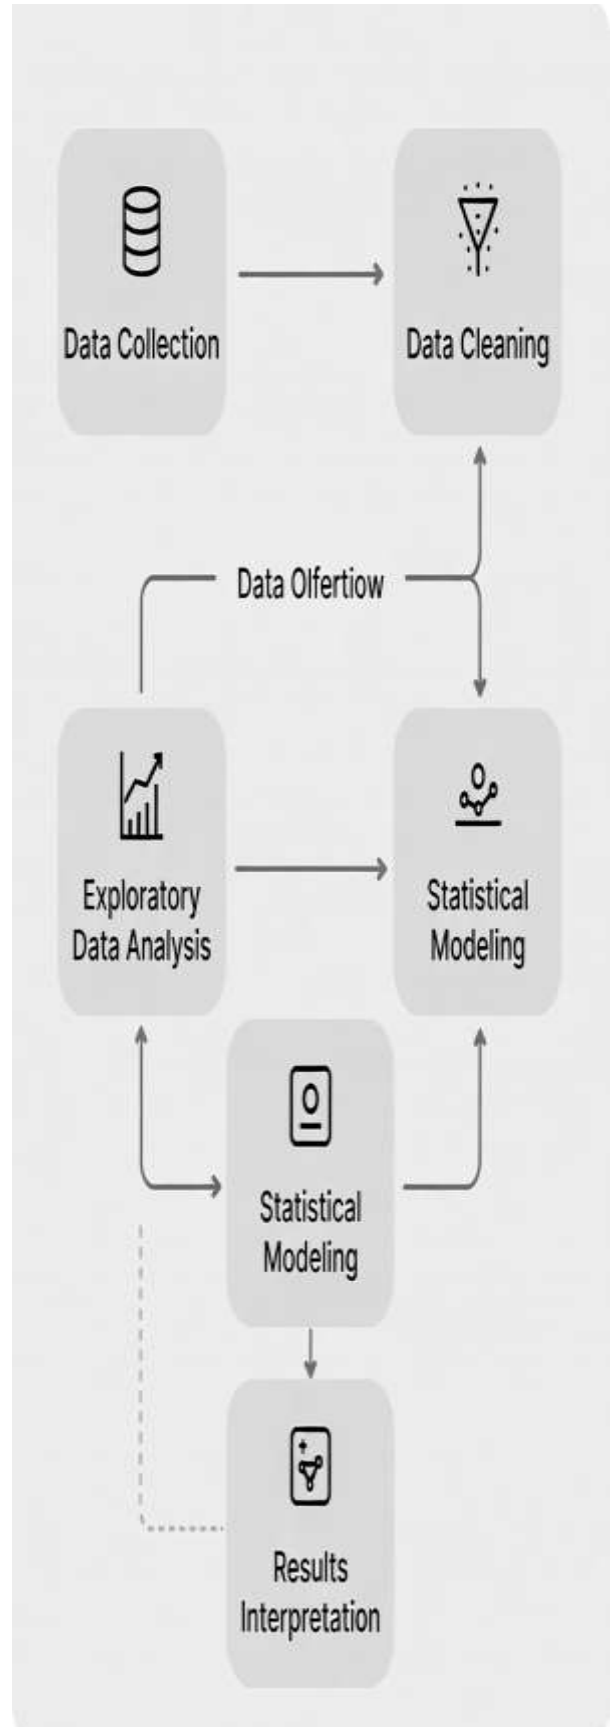 Data Collection
Data Cleaning
Data Olfertiow
Exploratory
Data Analysis
Statistical
Modeling
Statistical
Modeling
Results
Interpretation